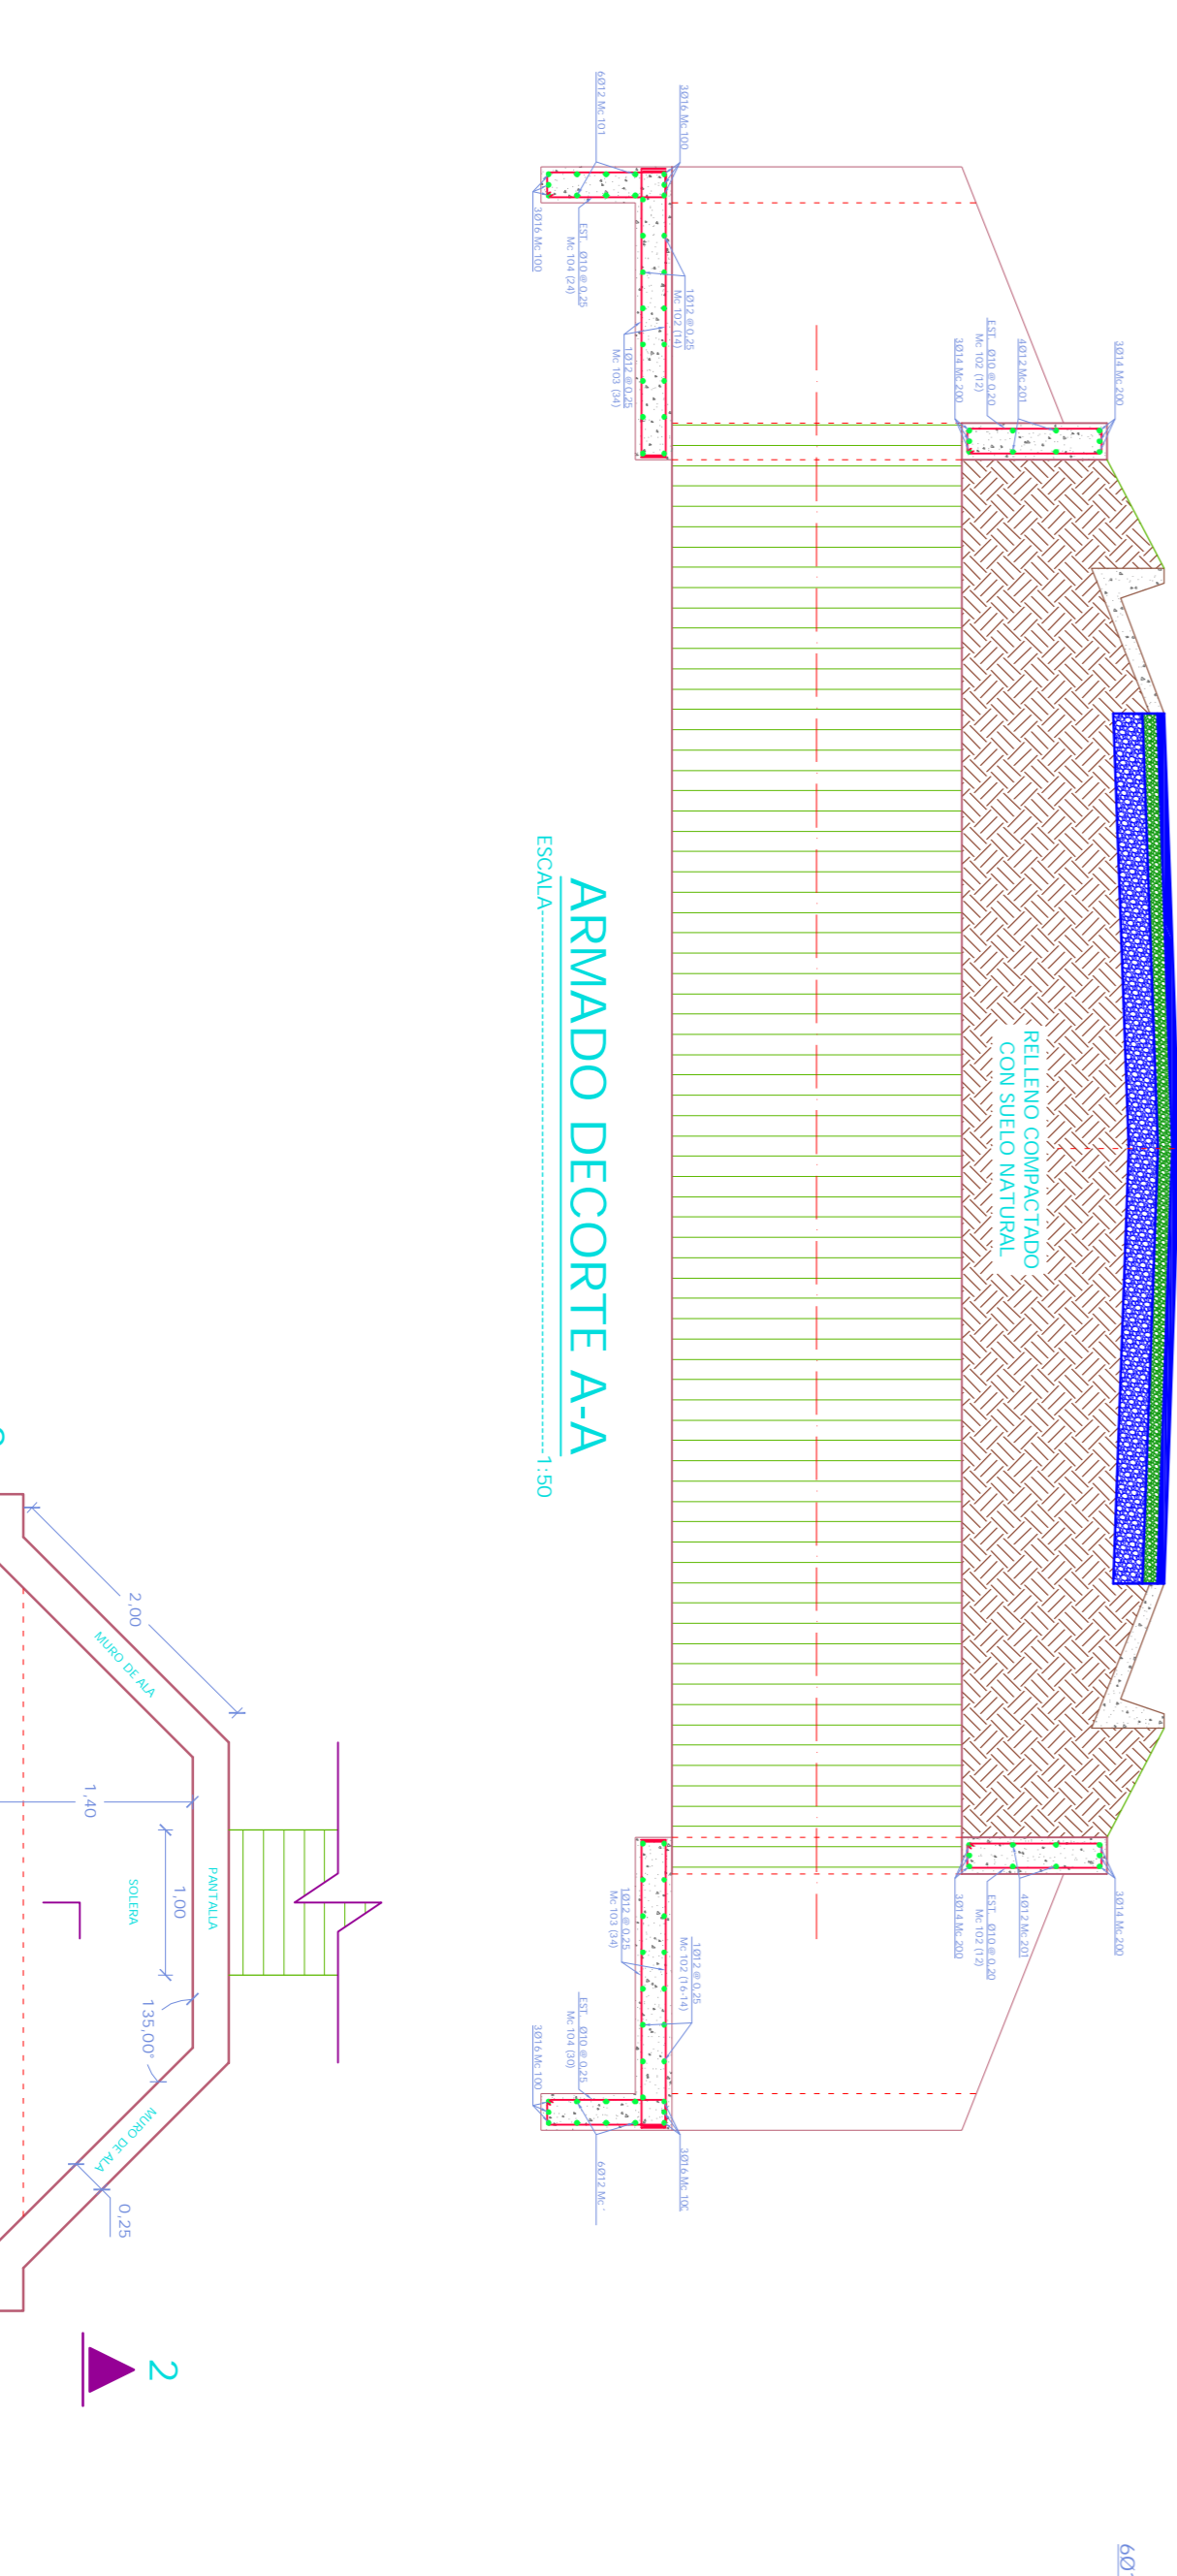 3Ø14 Mc 200
4Ø12 Mc 201
EST. Ø10 @ 0.20
Mc 102 (12)
3Ø14 Mc 200
RELLENO COMPACTADO
CON SUELO NATURAL
3Ø14 Mc 200
4Ø12 Mc 201
EST. Ø10 @ 0.20
Mc 102 (12)
3Ø14 Mc 200
3Ø16 Mc 100
1Ø12 @ 0.25
Mc 102 (14)
1Ø12 @ 0.25
Mc 103 (34)
6Ø12 Mc 101
EST. Ø10 @ 0.25
Mc 104 (24)
3Ø16 Mc 100
1Ø12 @ 0.25
Mc 102 (16-14)
1Ø12 @ 0.25
Mc 103 (34)
EST. Ø10 @ 0.25
Mc 104 (30)
3Ø16 Mc 100
3Ø16 Mc 10
6Ø12 Mc
ARMADO DECORTE A-A
ESCALA 1:50
2,00
MURO DE ALA
1,40
PANTALLA
1,00
SOLERA
135,00°
MURO DE ALA
0,25
2
6Ø